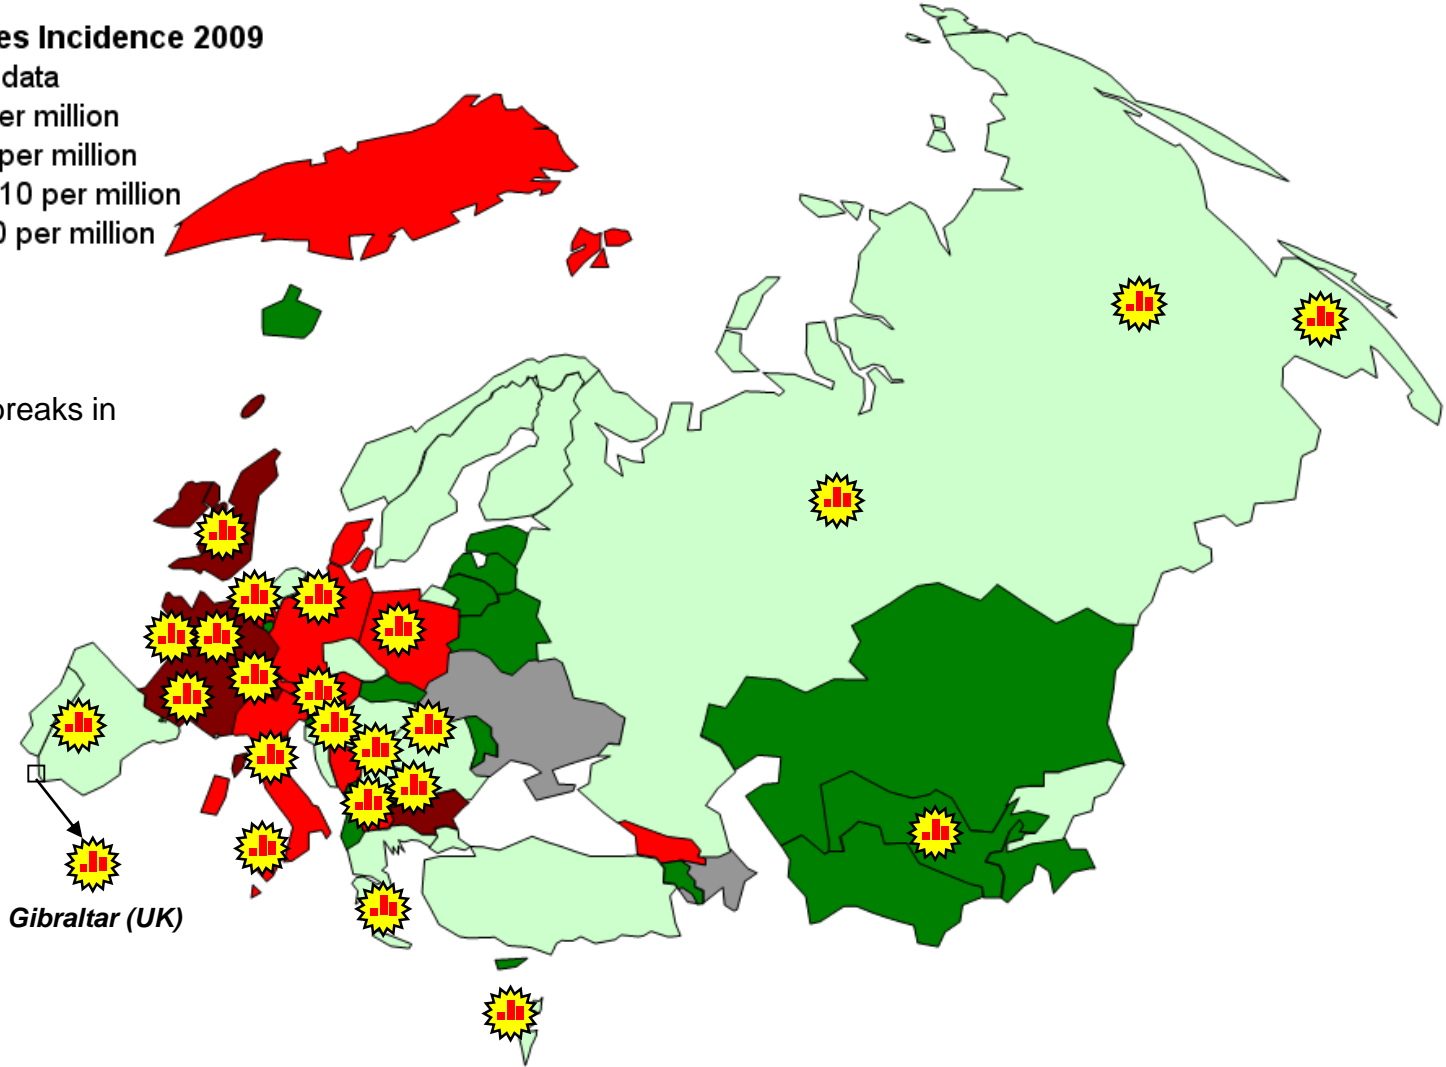 es Incidence 2009
data
er million
per million
10 per million
0 per million
reaks in
Gibraltar (UK)